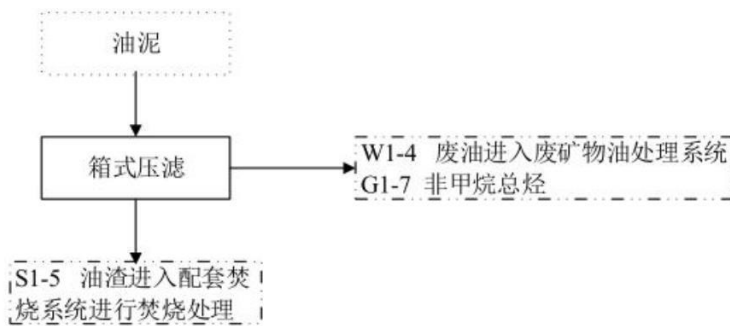 油泥
箱式压滤
W1-4 废油进入废矿物油处理系统
G1-7 非甲烷总烃
S1-5 油渣进入配套焚
烧系统进行焚烧处理